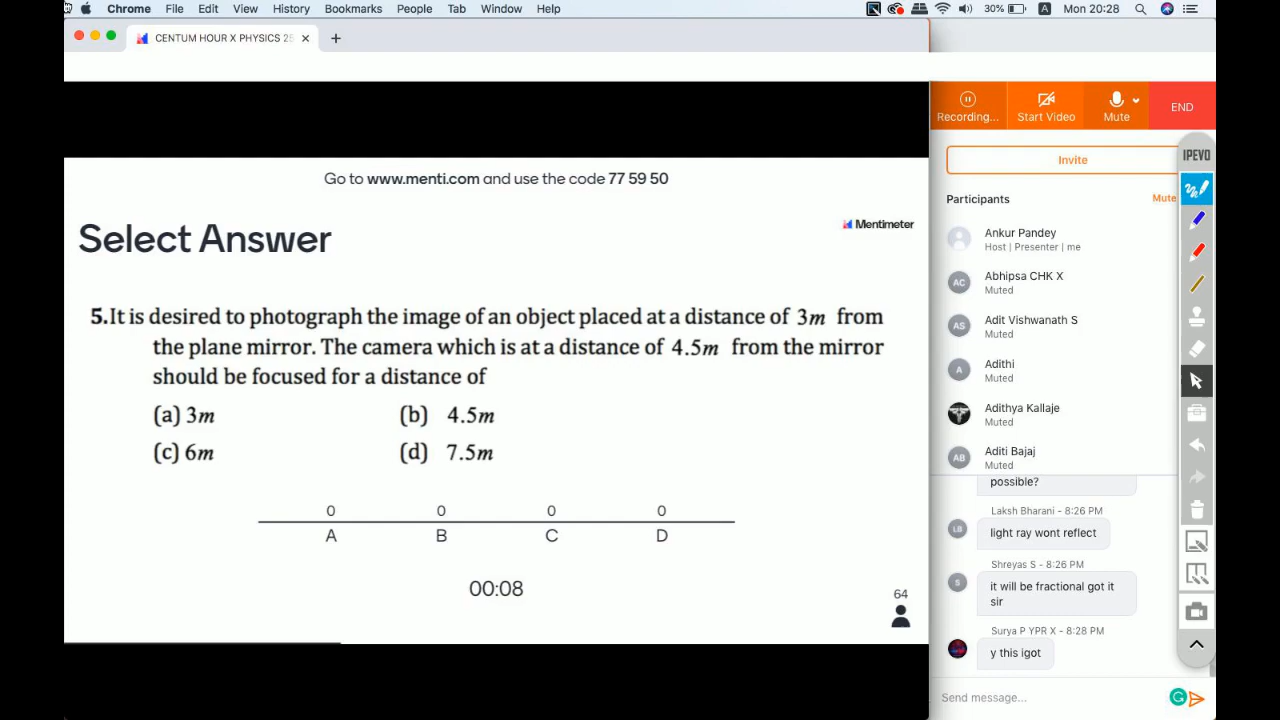 Chrome File Edit View History Bookmarks People Tab Window Help
30% A Mon 20:28
CENTUM HOUR X PHYSICS 25
Recording... Start Video Mute END
Go to www.menti.com and use the code 77 59 50
Select Answer
Mentimeter
5.It is desired to photograph the image of an object placed at a distance of 3m from
the plane mirror. The camera which is at a distance of 4.5m from the mirror
should be focused for a distance of
(a) 3m (b) 4.5m
(c) 6m (d) 7.5m
0 0 0 0
A B C D
00:08
64
Invite
IPEVO
Participants
Mute
Ankur Pandey
Host | Presenter | me
AC
Abhipsa CHK X
Muted
AS
Adit Vishwanath S
Muted
A
Adithi
Muted
Adithya Kallaje
Muted
AB
Aditi Bajaj
Muted
possible?
Laksh Bharani - 8:26 PM
LB
light ray wont reflect
Shreyas S - 8:26 PM
S
it will be fractional got it
sir
Surya P YPR X - 8:28 PM
y this igot
Send message...